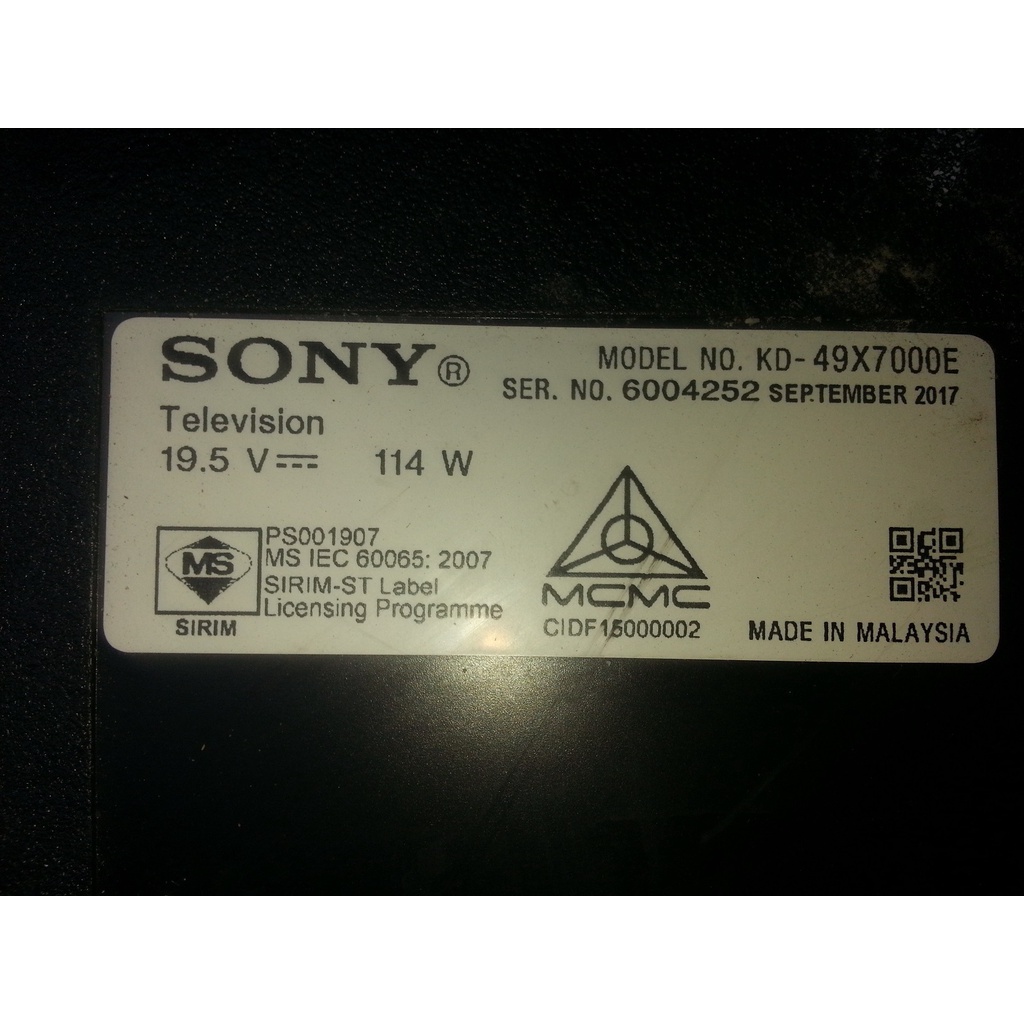 SONY®
MODEL NO. KD-49X7000E
SER. NO. 6004252 SEPTEMBER 2017
Television
19.5 V 114 W
MS
SIRIM
PS001907
MS IEC 60065: 2007
SIRIM-ST Label
Licensing Programme
MCMC
CIDF15000002
MADE IN MALAYSIA